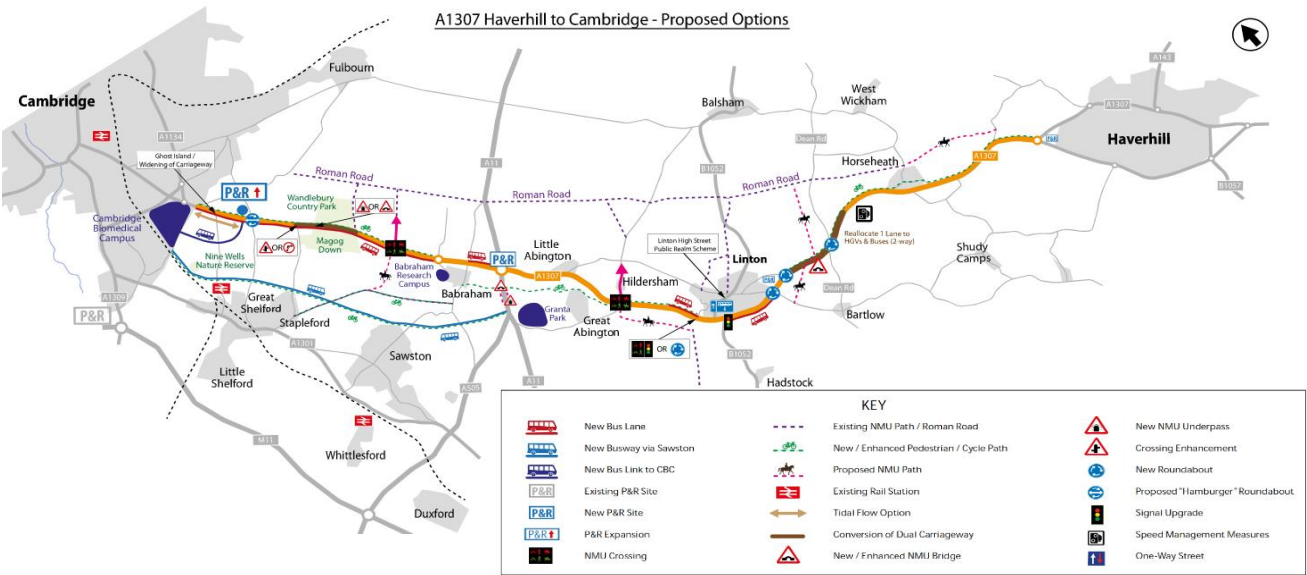 A1307 Haverhill to Cambridge - Proposed Options
Fulbourn
Cambridge
A1134
Ghost Island /
Widening of Carriageway
P&R
Cambridge
Biomedical
Campus
Nine Wells
Nature Reserve
Wandlebury
Country Park
Magog
Down
OR
OR
Roman Road
A11
Roman Road
Roman Road
Balsham
West
Wickham
Dean Rd
B1052
Horseheath
A143
A1307
P&R
Haverhill
B1057
A1307
Reallocate 1 Lane to
HGVs & Buses (2-way)
Shudy
Camps
Linton High Street
Public Realm Scheme
Linton
P&R
Dean Rd
Bartlow
Little
Abington
A1307
P&R
Hildersham
Babraham
Research
Campus
Babraham
Granta
Park
Great
Abington
OR
B1052
Hadstock
A1309
P&R
Great
Shelford
Stapleford
A1301
Little
Shelford
Sawston
A505
A11
M11
Whittlesford
Duxford
KEY
New Bus Lane
New Busway via Sawston
New Bus Link to CBC
P&R Existing P&R Site
P&R New P&R Site
P&R P&R Expansion
NMU Crossing
Existing NMU Path / Roman Road
New / Enhanced Pedestrian / Cycle Path
Proposed NMU Path
Existing Rail Station
Tidal Flow Option
Conversion of Dual Carriageway
New / Enhanced NMU Bridge
New NMU Underpass
Crossing Enhancement
New Roundabout
Proposed "Hamburger" Roundabout
Signal Upgrade
Speed Management Measures
One-Way Street